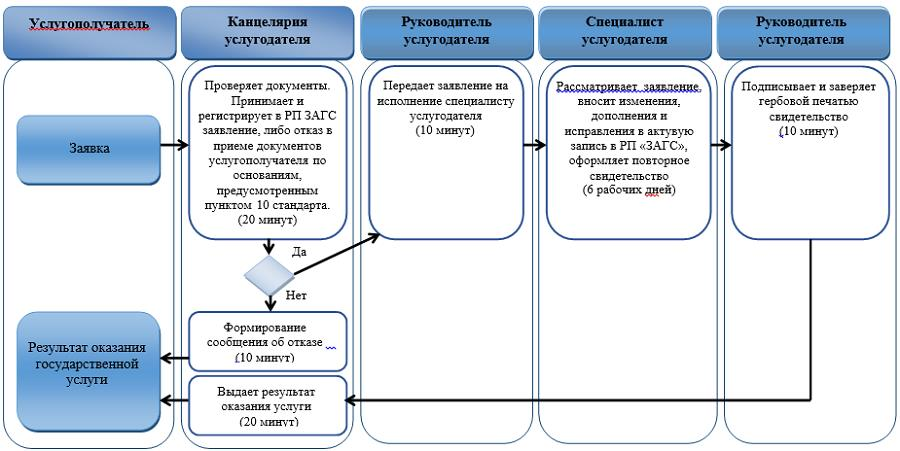 Услугополучатель
Канцелярия
услугодателя
Руководитель
услугодателя
Специалист
услугодателя
Руководитель
услугодателя
Заявка
Проверяет документы.
Принимает и
регистрирует в РП ЗАГС
заявление, либо отказ в
приеме документов
услугополучателя по
основаниям,
предусмотренным
пунктом 10 стандарта.
(20 минут)
Передает заявление на
исполнение специалисту
услугодателя
(10 минут)
Рассматривает заявление,
вносит изменения,
дополнения и
исправления в актувую
запись в РП «ЗАГС»,
оформляет повторное
свидетельство
(6 рабочих дней)
Подписывает и заверяет
гербовой печатью
свидетельство
(10 минут)
Да
Нет
Формирование
сообщения об отказе
(10 минут)
Результат оказания
государственной
услуги
Выдает результат
оказания услуги
(20 минут)